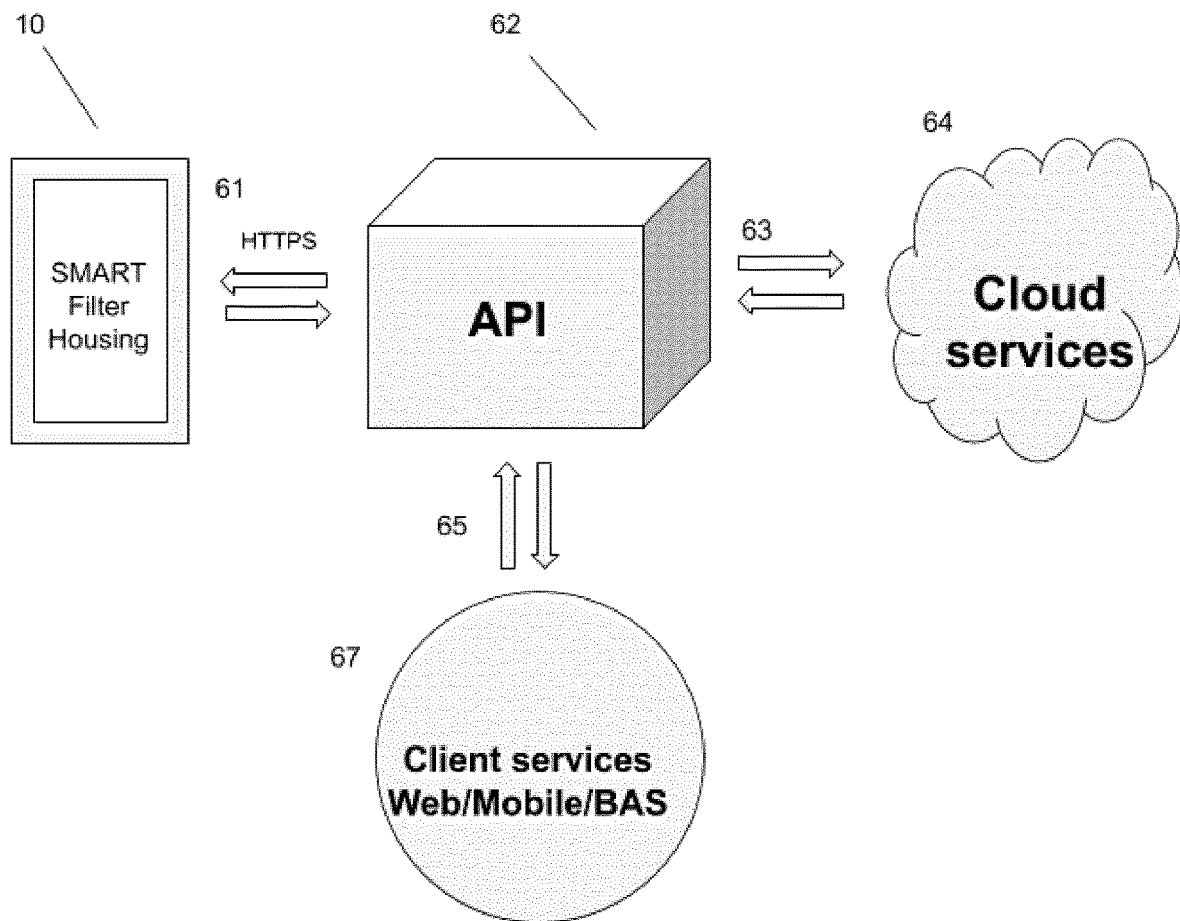 10
62
64
61
HTTPS
63
SMART
Filter
Housing
API
Cloud
services
65
67
Client services
Web/Mobile/BAS